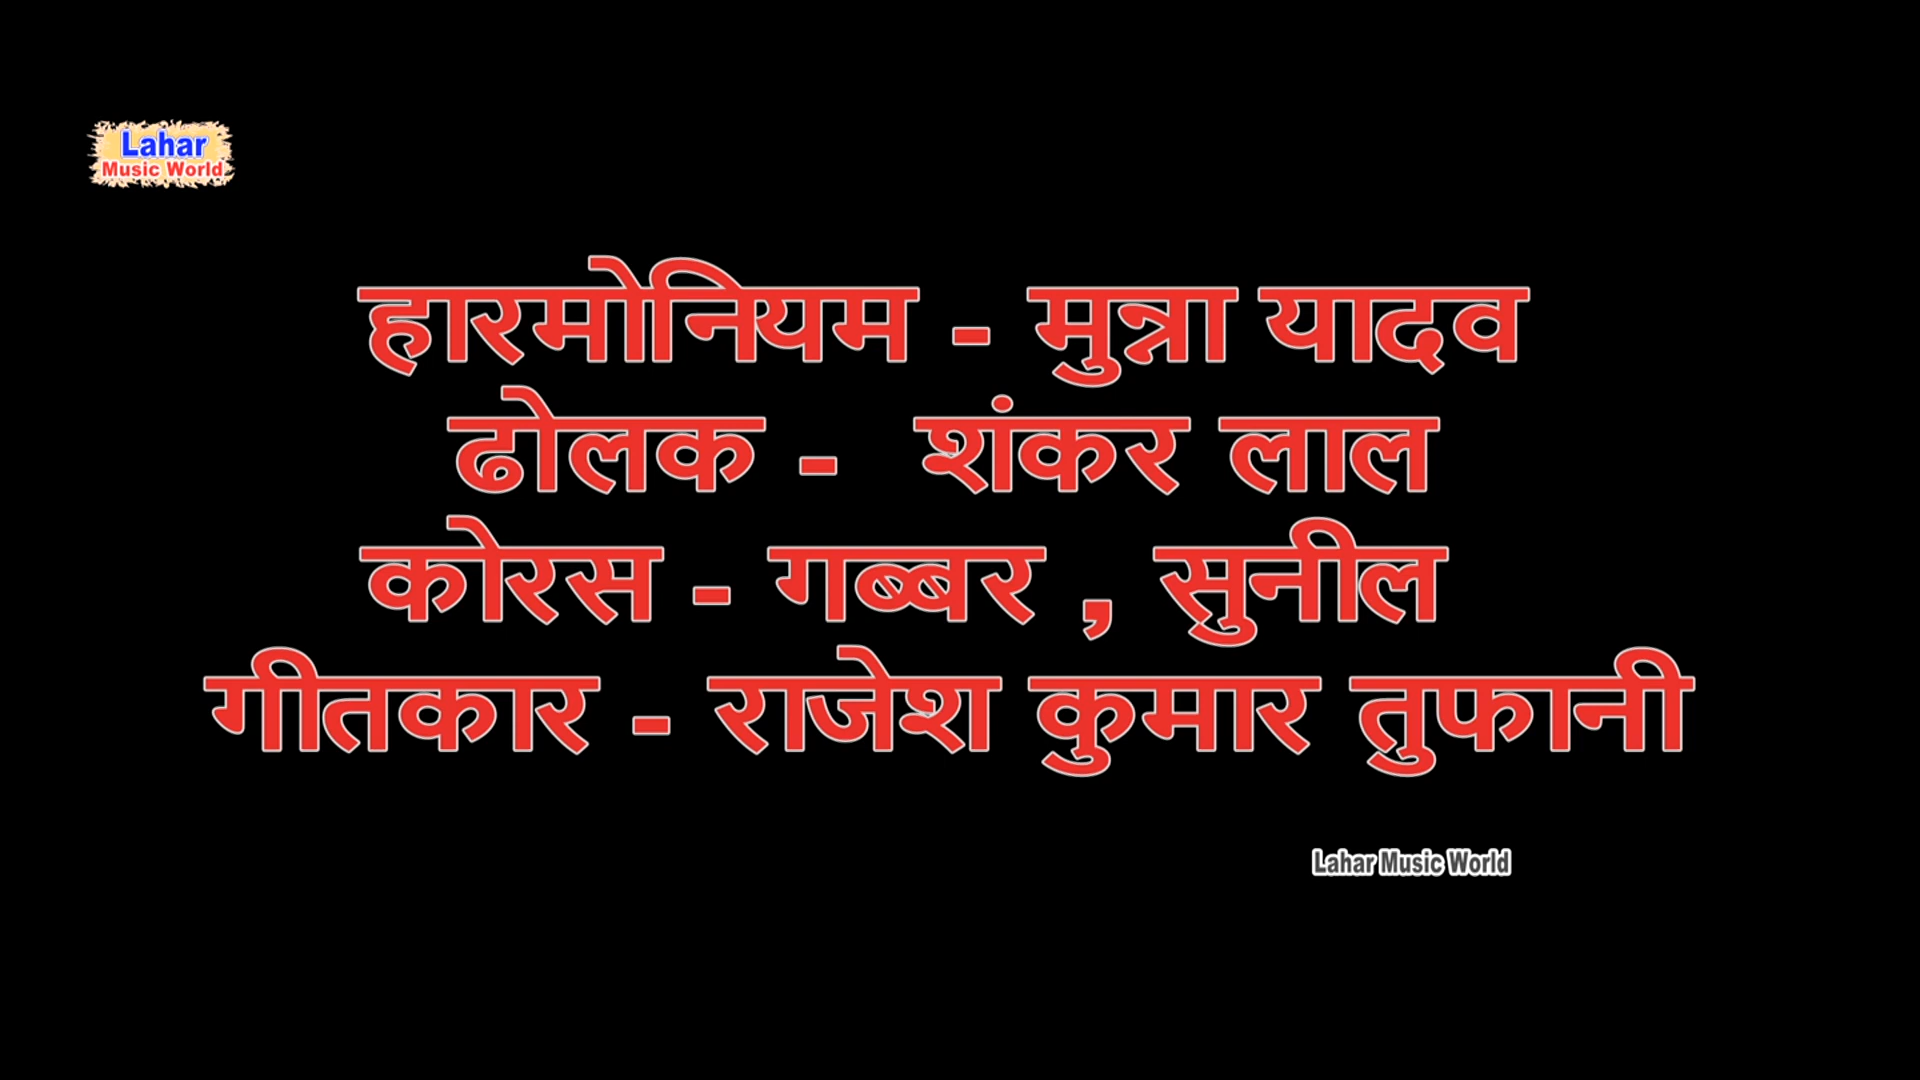 Lahar
Music World
हारमोनियम - मुन्ना यादव
ढोलक - शंकर लाल
कोरस - गब्बर , सुनील
गीतकार - राजेश कुमार तुफानी
Lahar Music World